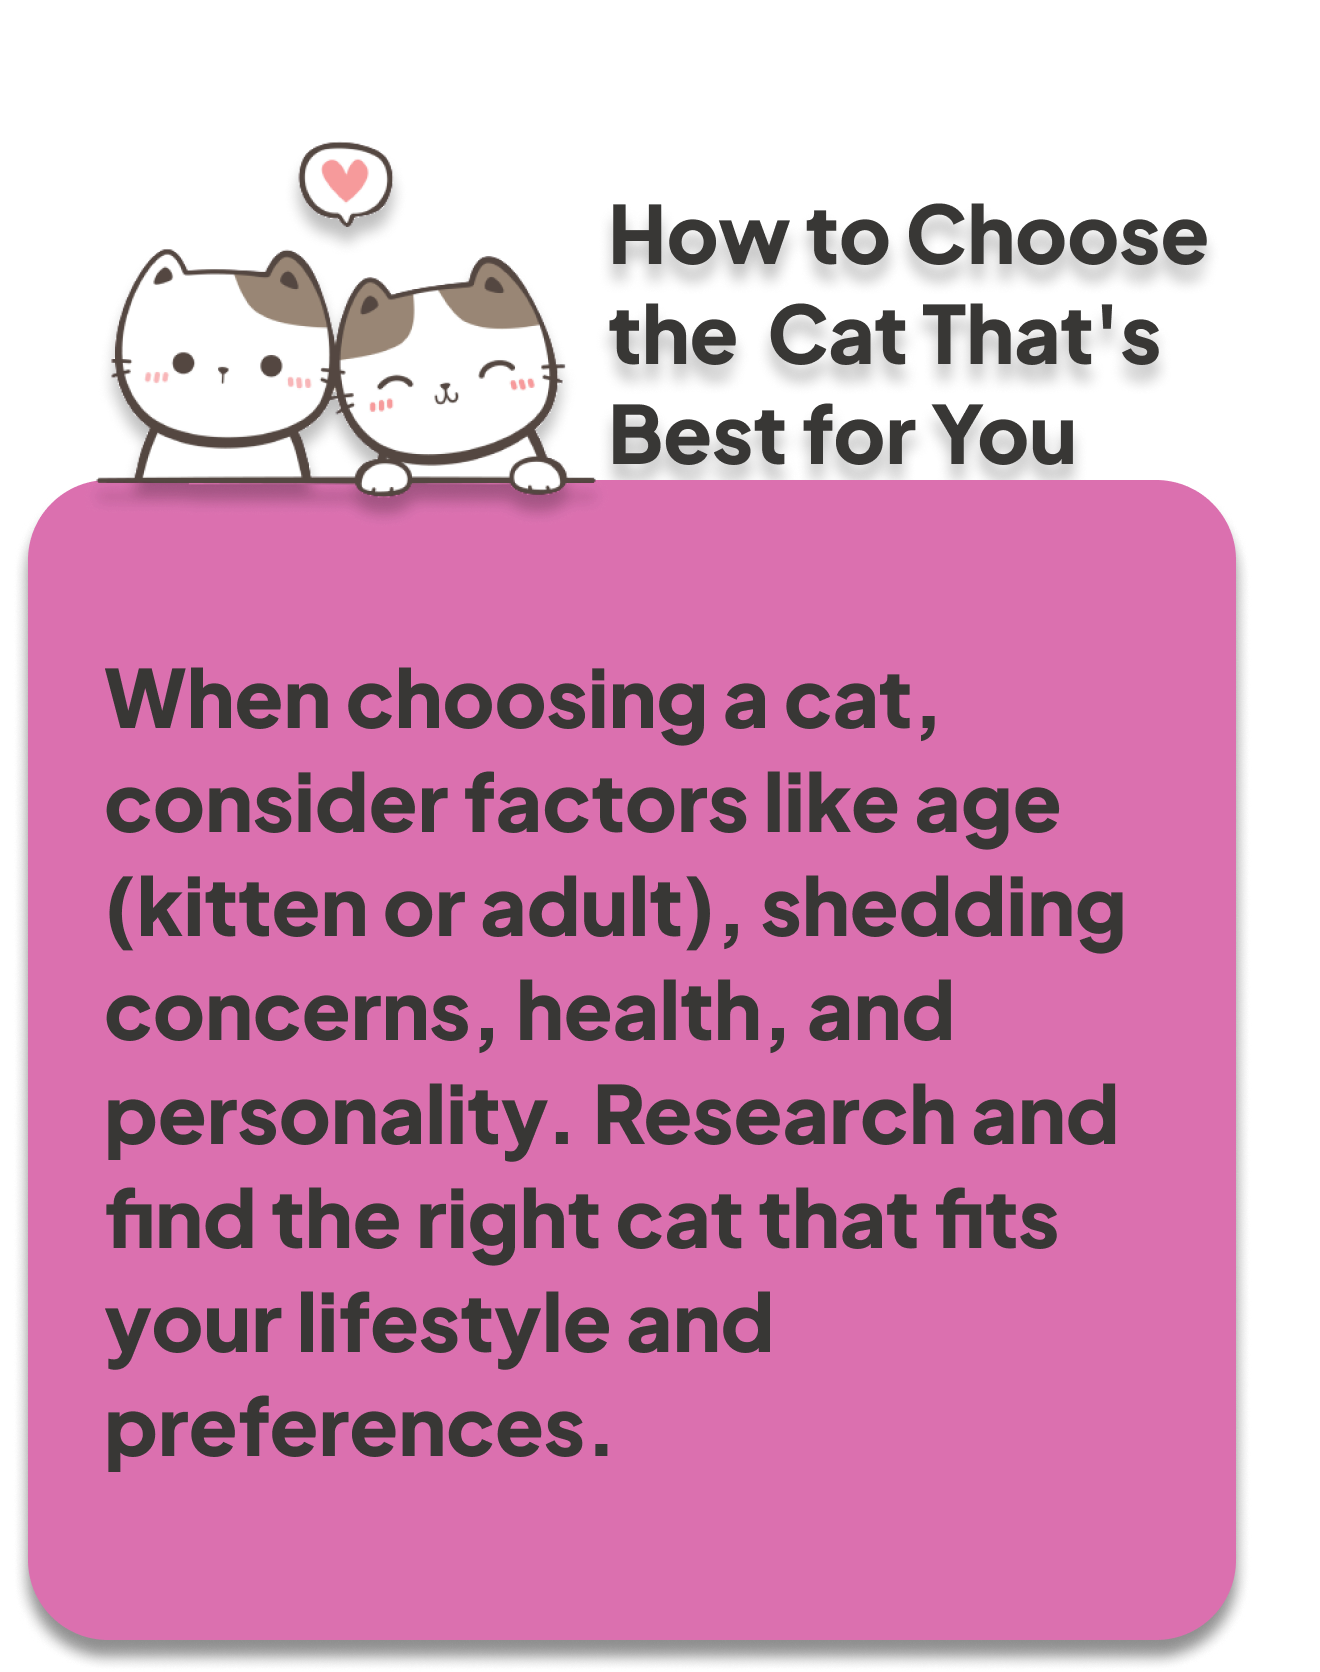 How to Choose
the  Cat That's
Best for You
When choosing a cat,
consider factors like age
(kitten or adult), shedding
concerns, health, and
personality. Research and
find the right cat that fits
your lifestyle and
preferences.